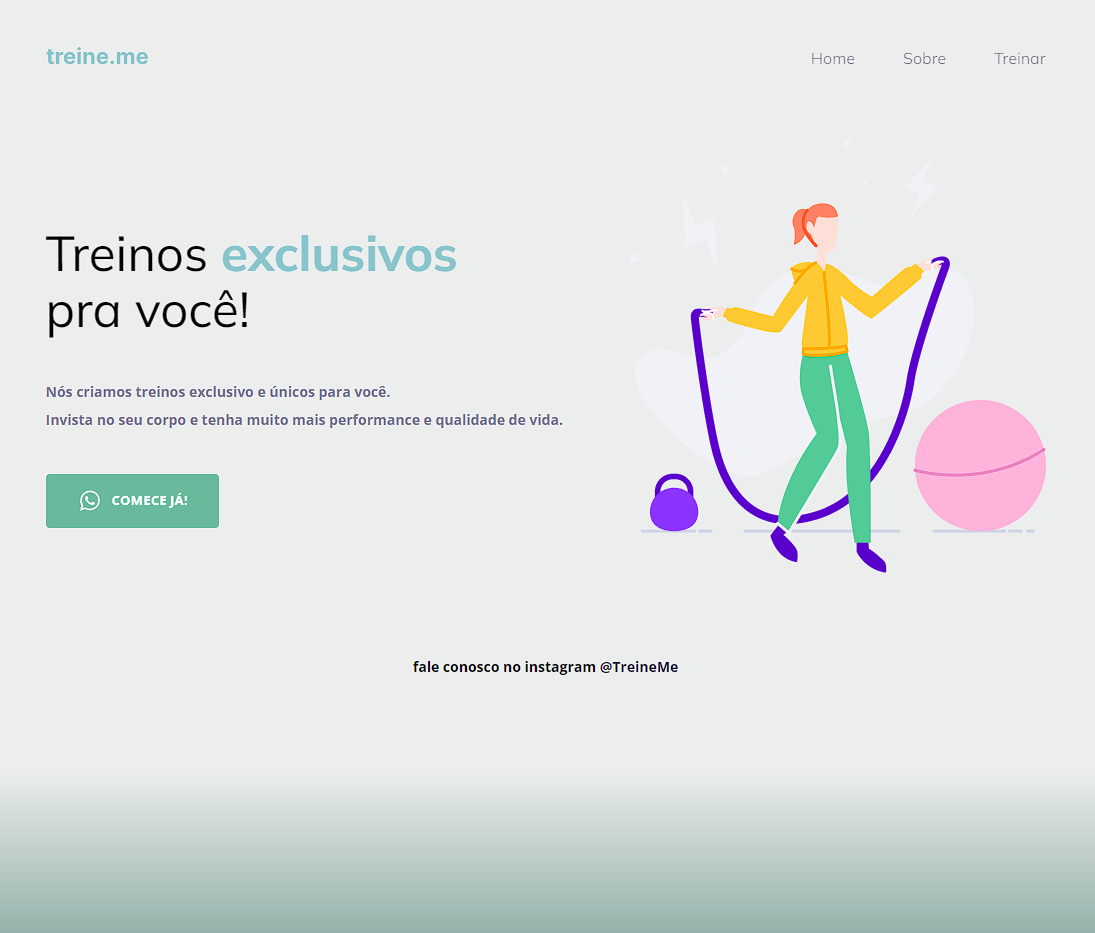 treine.me
Home Sobre Treinar
Treinos exclusivos
pra você!
Nós criamos treinos exclusivo e únicos para você.
Invista no seu corpo e tenha muito mais performance e qualidade de vida.
COMECE JÁ!
fale conosco no instagram @TreineMe